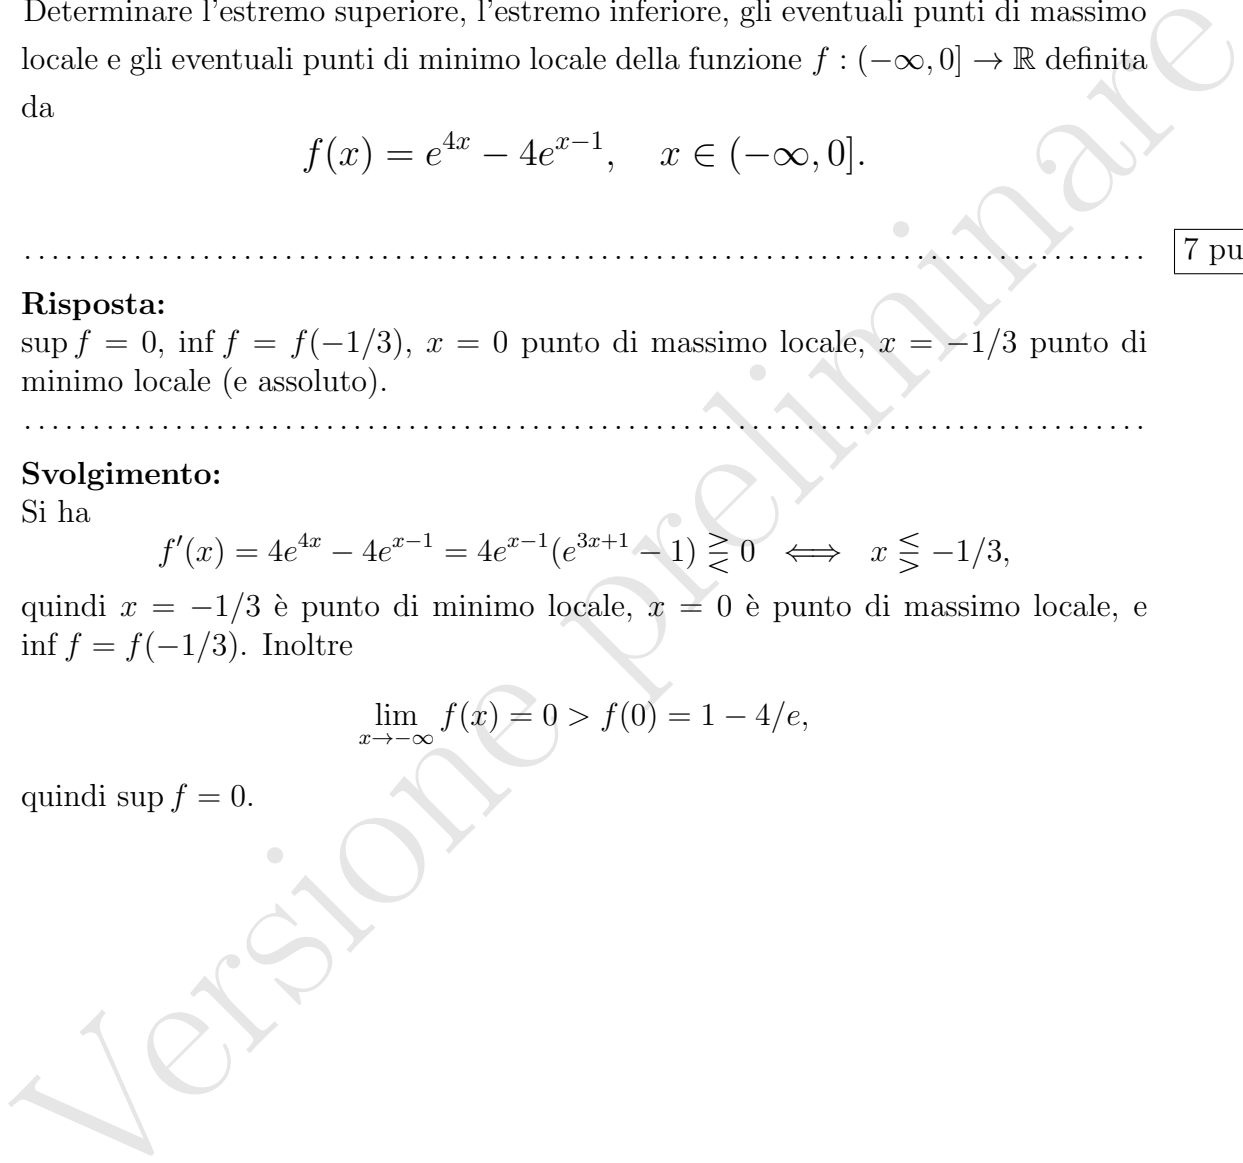 Determinare l'estremo superiore, l'estremo inferiore, gli eventuali punti di massimo
locale e gli eventuali punti di minimo locale della funzione f : (−∞, 0] → ℝ definita
da
f(x) = e^{4x} − 4e^{x−1}, x ∈ (−∞, 0].
7 pu
Risposta:
sup f = 0, inf f = f(−1/3), x = 0 punto di massimo locale, x = −1/3 punto di
minimo locale (e assoluto).
Svolgimento:
Si ha
f′(x) = 4e^{4x} − 4e^{x−1} = 4e^{x−1}(e^{3x+1} − 1) ⋛ 0 ⟺ x ⋚ −1/3,
quindi x = −1/3 è punto di minimo locale, x = 0 è punto di massimo locale, e
inf f = f(−1/3). Inoltre
lim_{x→−∞} f(x) = 0 > f(0) = 1 − 4/e,
quindi sup f = 0.
Versione preliminare